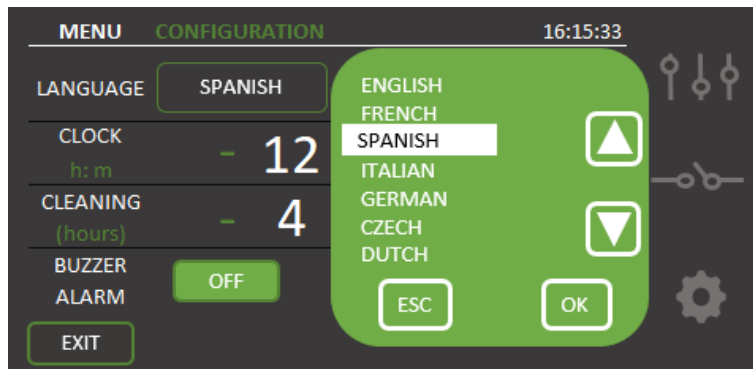 MENU CONFIGURATION 16:15:33
LANGUAGE SPANISH
CLOCK
h: m
- 12
CLEANING
(hours)
- 4
BUZZER
ALARM
OFF
EXIT
ENGLISH
FRENCH
SPANISH
ITALIAN
GERMAN
CZECH
DUTCH
ESC OK